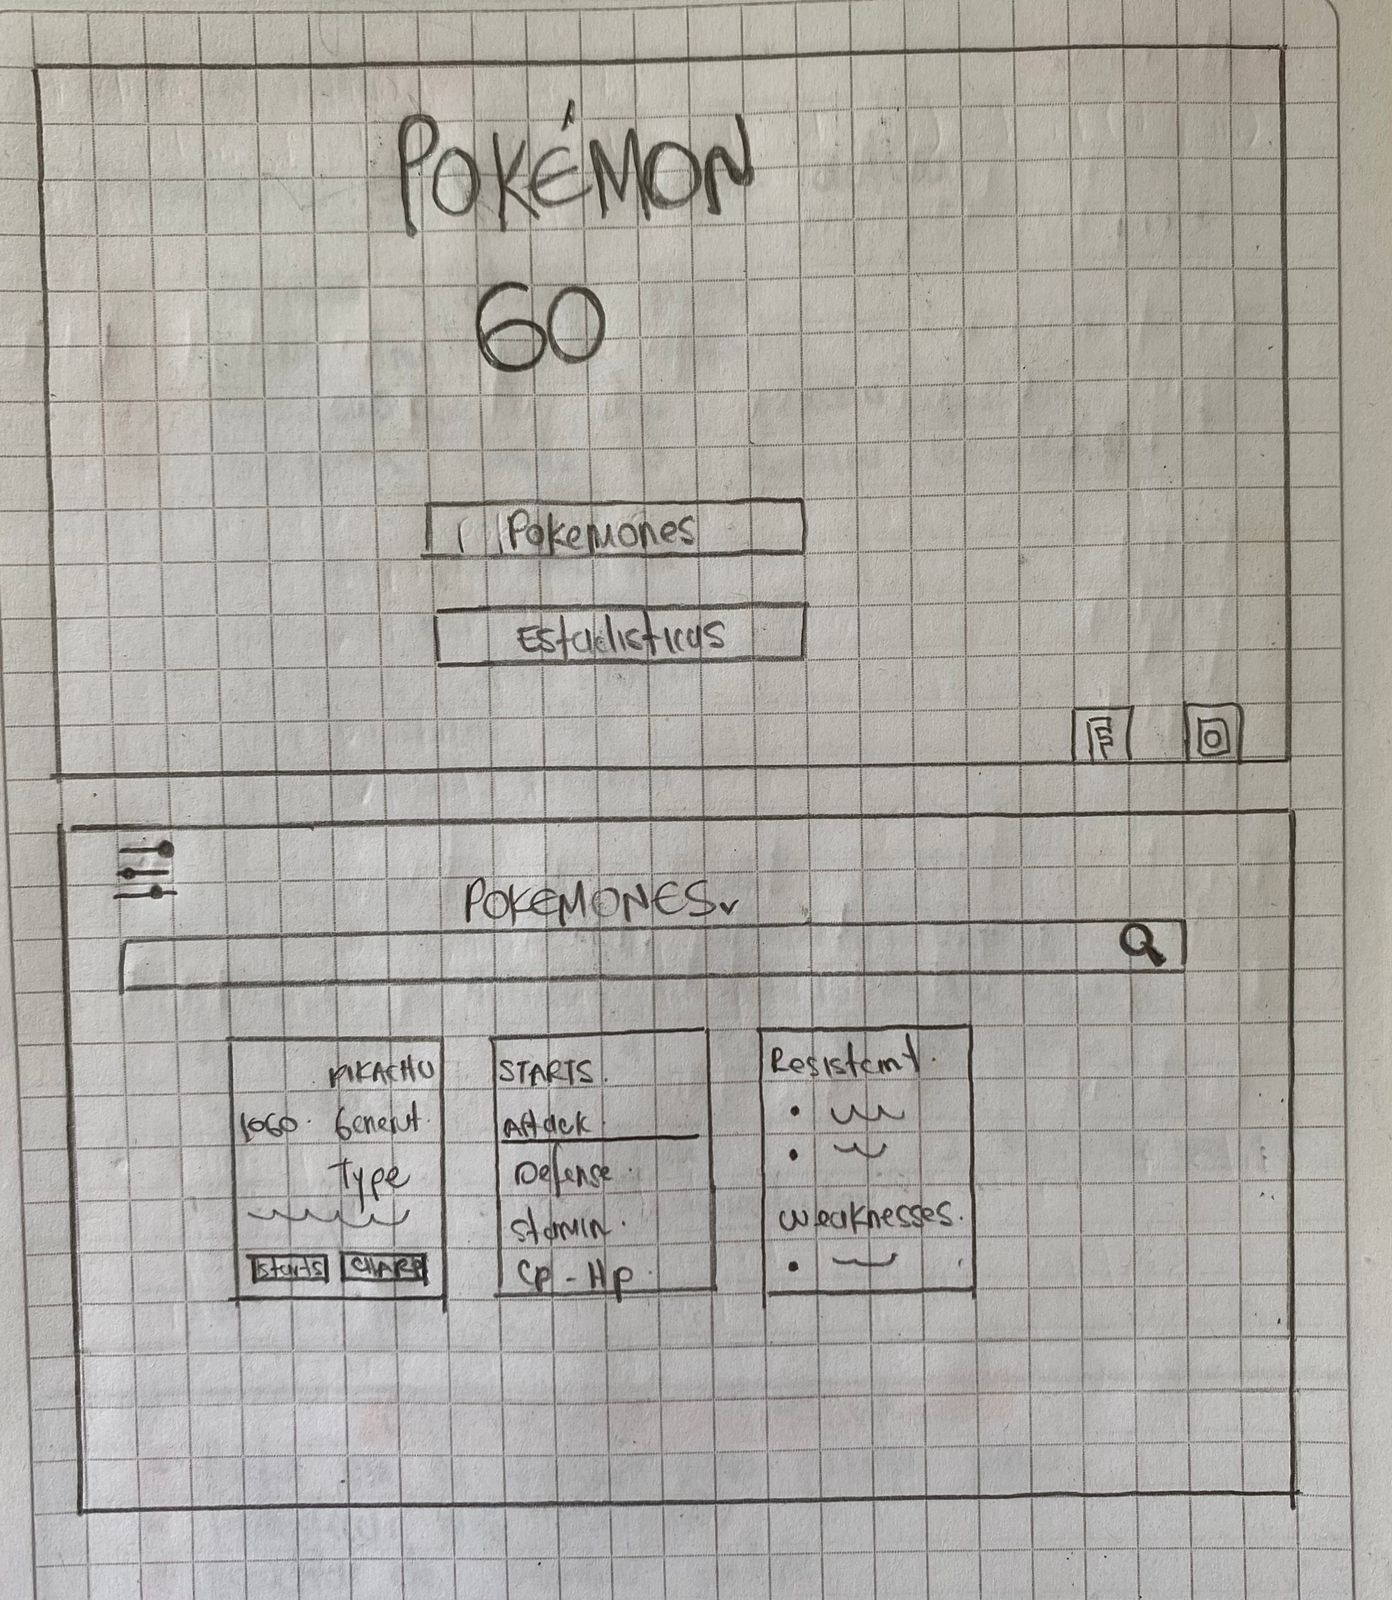 POKÉMON
GO
Pokemones
Estadisticas
F
POKEMONES
PIKACHU
LOGO. Generat.
Type
Starts CHARP
STARTS.
Attack
Defense.
Stamin.
Cp - Hp.
Resistant.
Weaknesses.